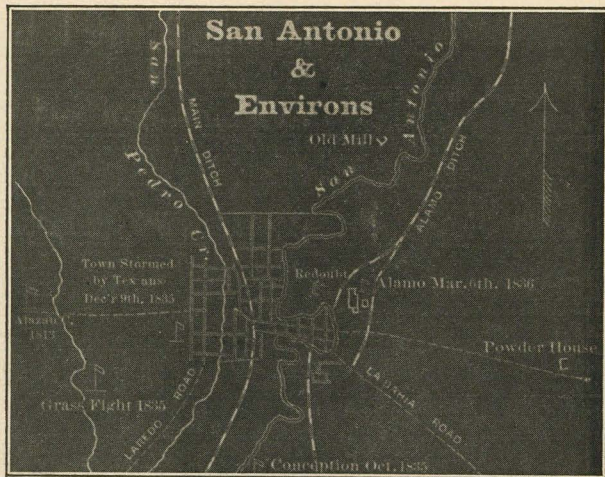 San Antonio
&
Environs
San
Pedro Cr.
MAIN
DITCH
Old Mill
San Antonio
ALAMO DITCH
Town Stormed
by Texans
Dec'r 9th, 1835
Redoubt
Alamo Mar. 6th, 1836
Alazan C.
1813
Powder House
Grass Fight 1835
LAREDO ROAD
LA BAHIA ROAD
Conception Oct. 1835